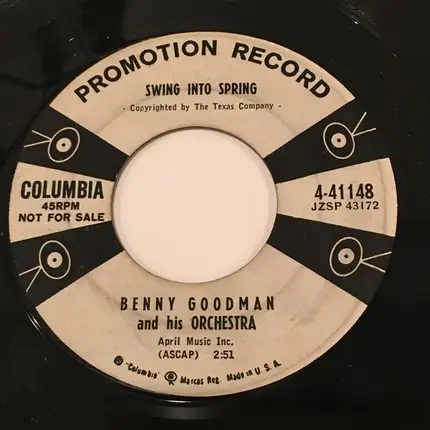 PROMOTION RECORD
SWING INTO SPRING
- Copyrighted by The Texas Company -
COLUMBIA
45RPM
NOT FOR SALE
4-41148
JZSP 43172
BENNY GOODMAN
and his ORCHESTRA
April Music Inc.
(ASCAP) 2:51
"Columbia" Marcas Reg. Made in U.S.A.